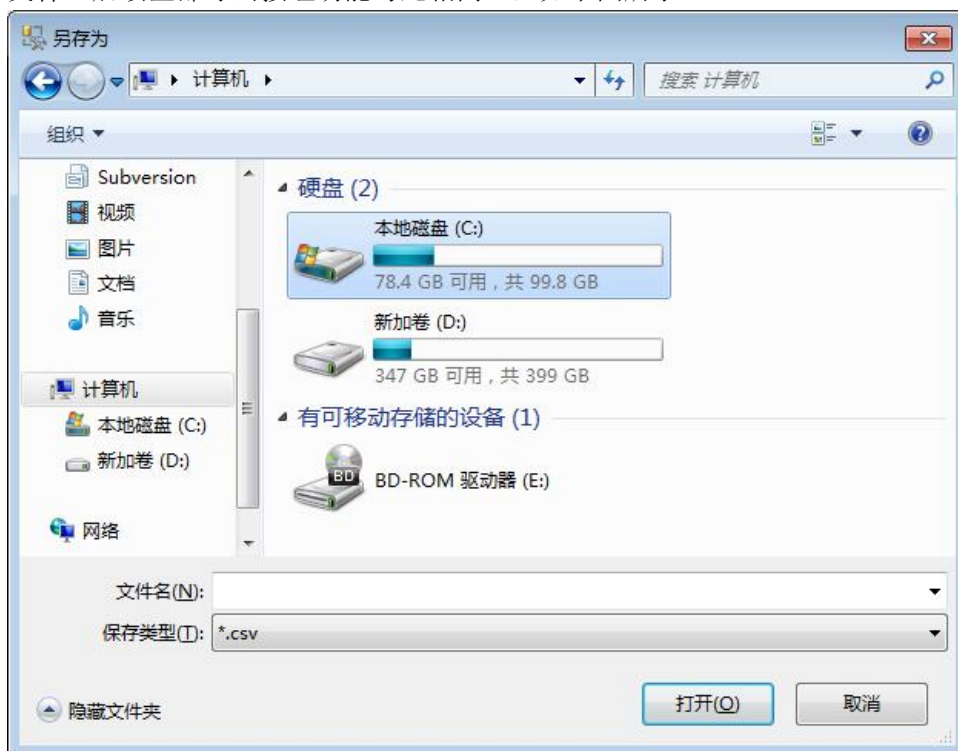 另存为
计算机
搜索 计算机
组织
Subversion
视频
图片
文档
音乐
计算机
本地磁盘 (C:)
新加卷 (D:)
网络
硬盘 (2)
本地磁盘 (C:)
78.4 GB 可用，共 99.8 GB
新加卷 (D:)
347 GB 可用，共 399 GB
有可移动存储的设备 (1)
BD
BD-ROM 驱动器 (E:)
文件名(N):
保存类型(T): *.csv
隐藏文件夹
打开(O)
取消